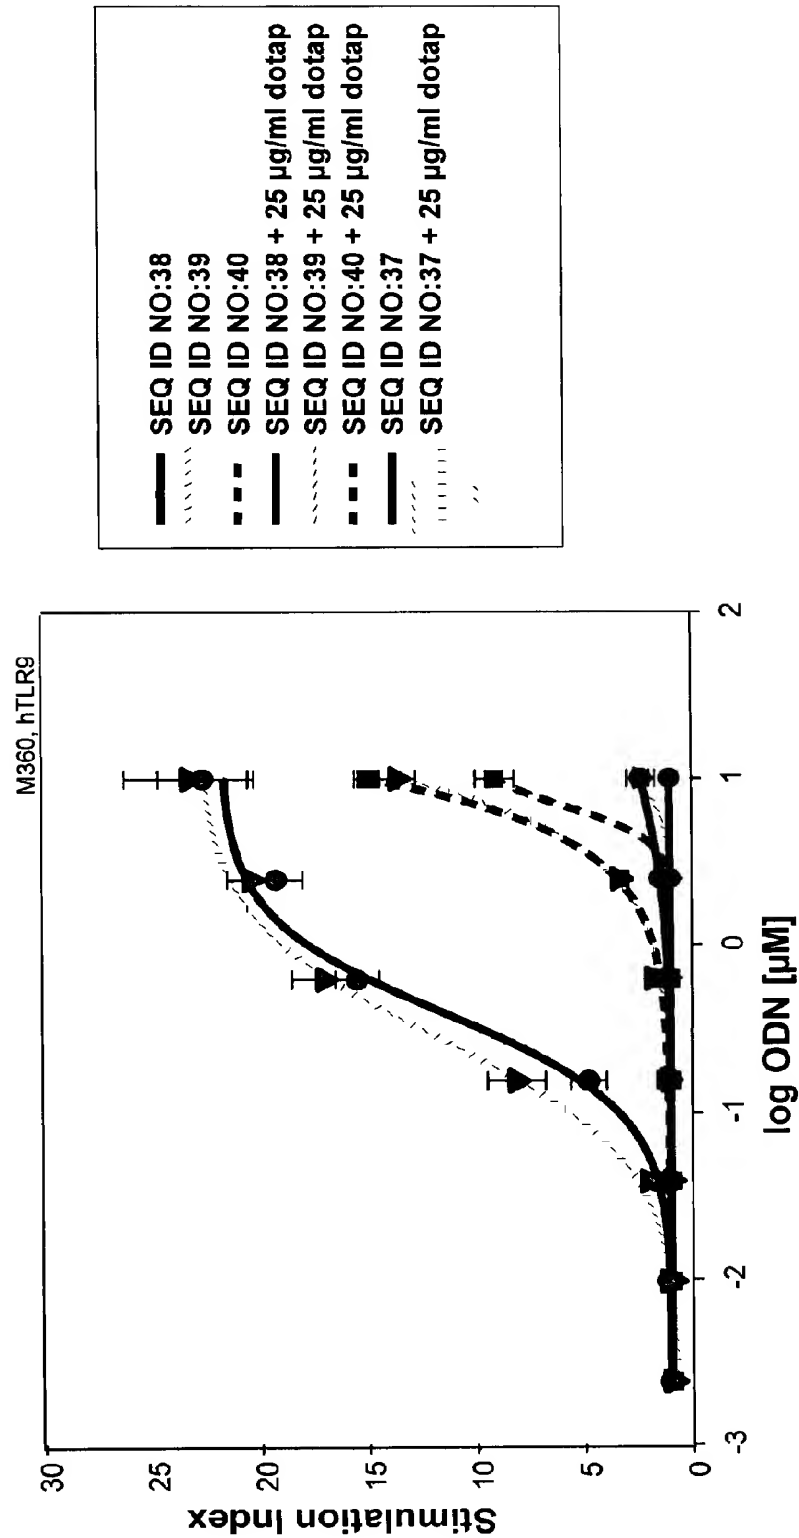 M360, hTLR9
Stimulation Index
30
25
20
15
10
5
0
-3
-2
-1
0
1
2
log ODN [µM]
SEQ ID NO:38
SEQ ID NO:39
SEQ ID NO:40
SEQ ID NO:38 + 25 µg/ml dotap
SEQ ID NO:39 + 25 µg/ml dotap
SEQ ID NO:40 + 25 µg/ml dotap
SEQ ID NO:37
SEQ ID NO:37 + 25 µg/ml dotap